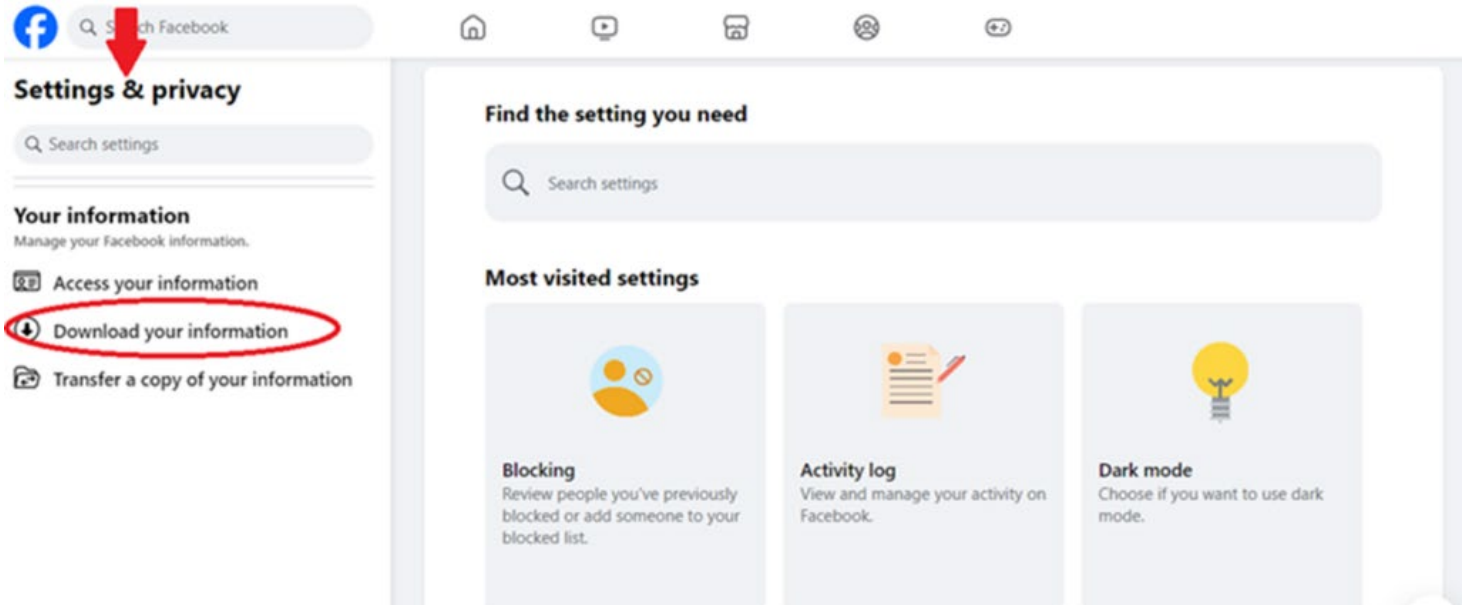 Search Facebook
Settings & privacy
Search settings
Your information
Manage your Facebook information.
Access your information
Download your information
Transfer a copy of your information
Find the setting you need
Search settings
Most visited settings
Blocking
Review people you've previously
blocked or add someone to your
blocked list.
Activity log
View and manage your activity on
Facebook.
Dark mode
Choose if you want to use dark
mode.